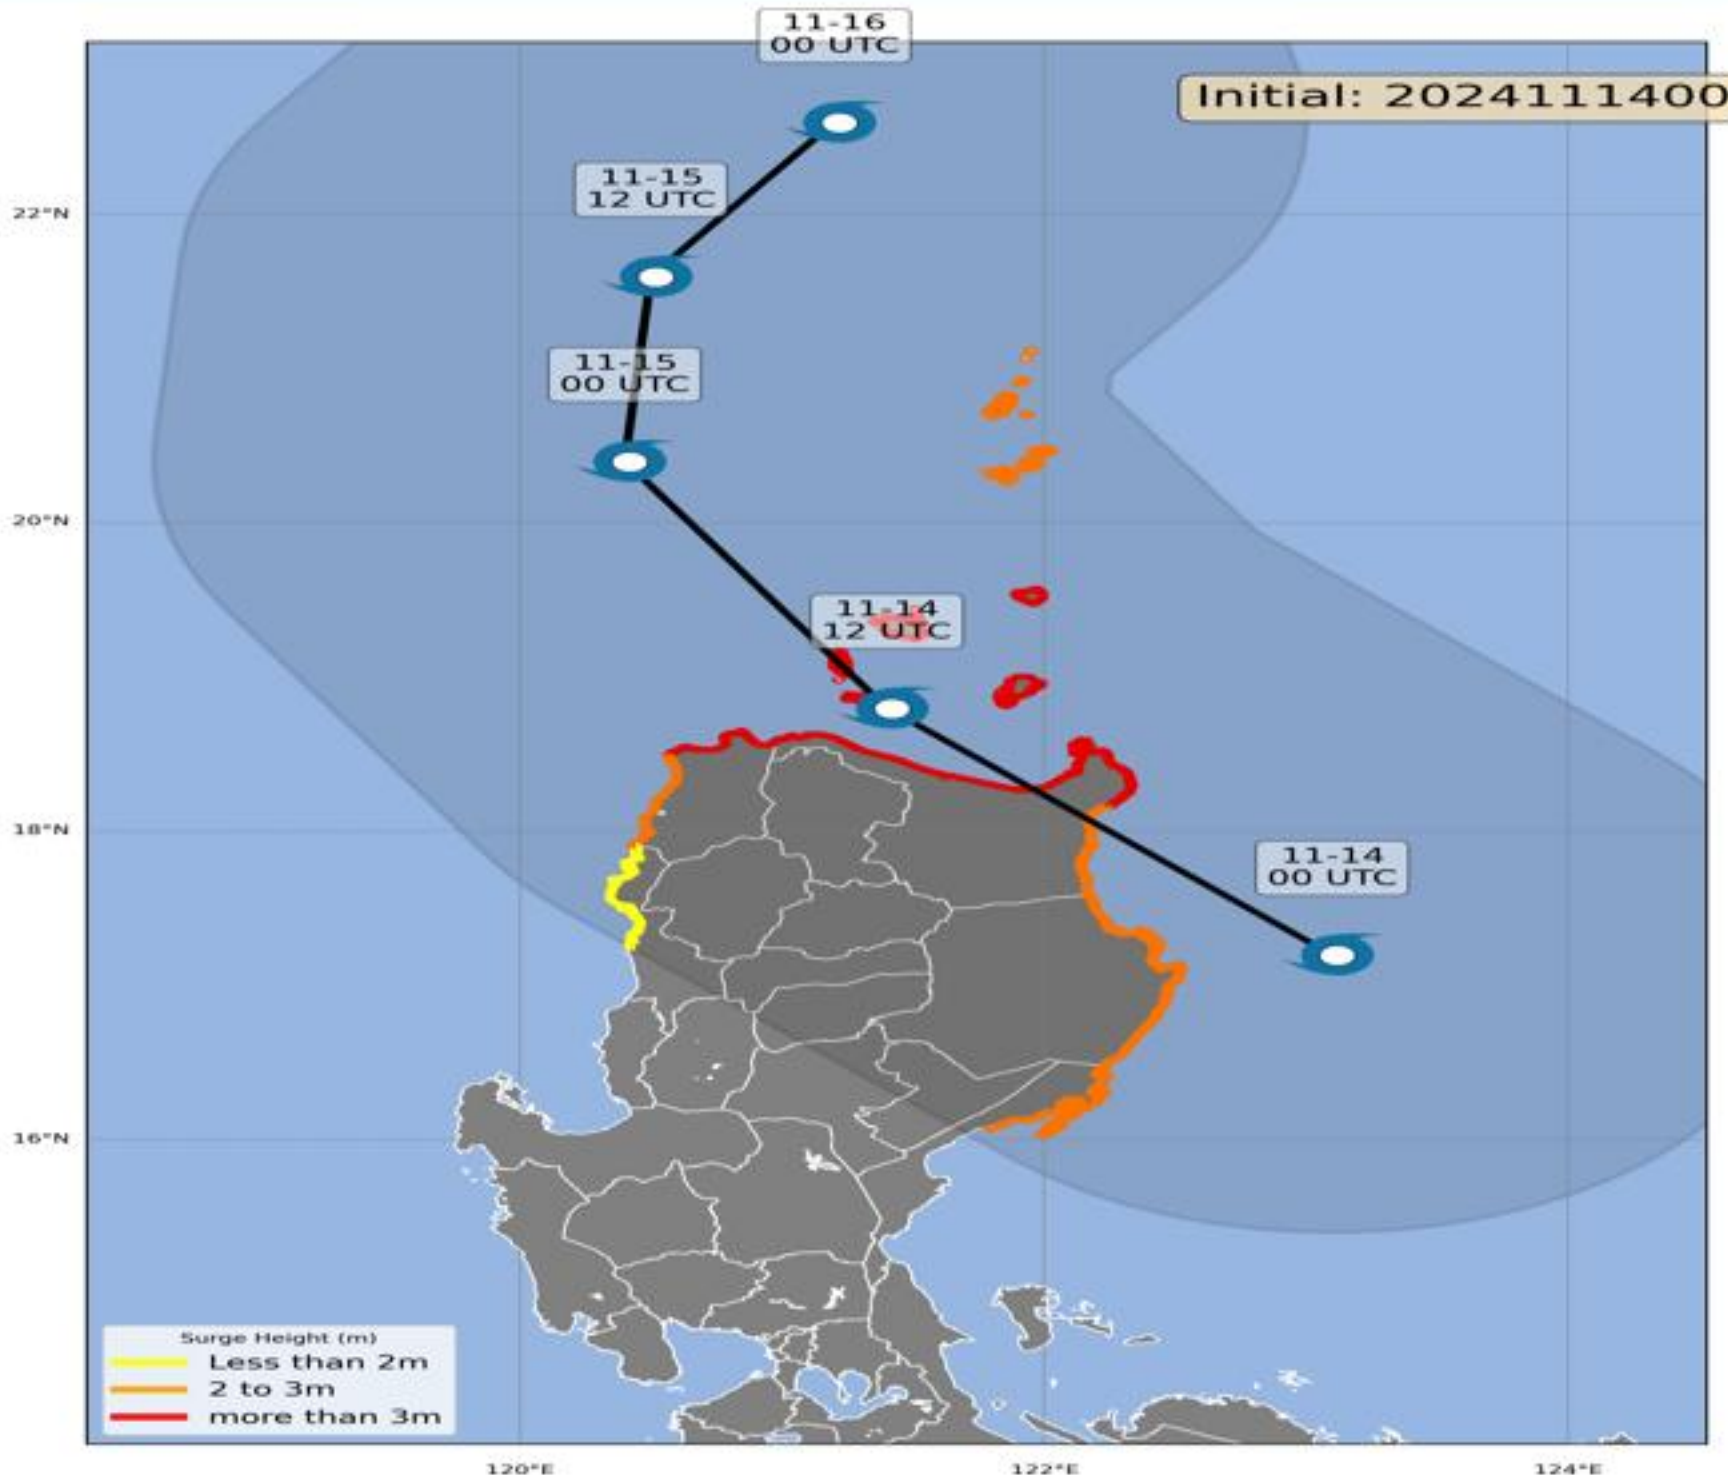 11-16
00 UTC
Initial: 2024111400
11-15
12 UTC
22°N
11-15
00 UTC
20°N
11-14
12 UTC
18°N
11-14
00 UTC
16°N
Surge Height (m)
Less than 2m
2 to 3m
more than 3m
120°E
122°E
124°E